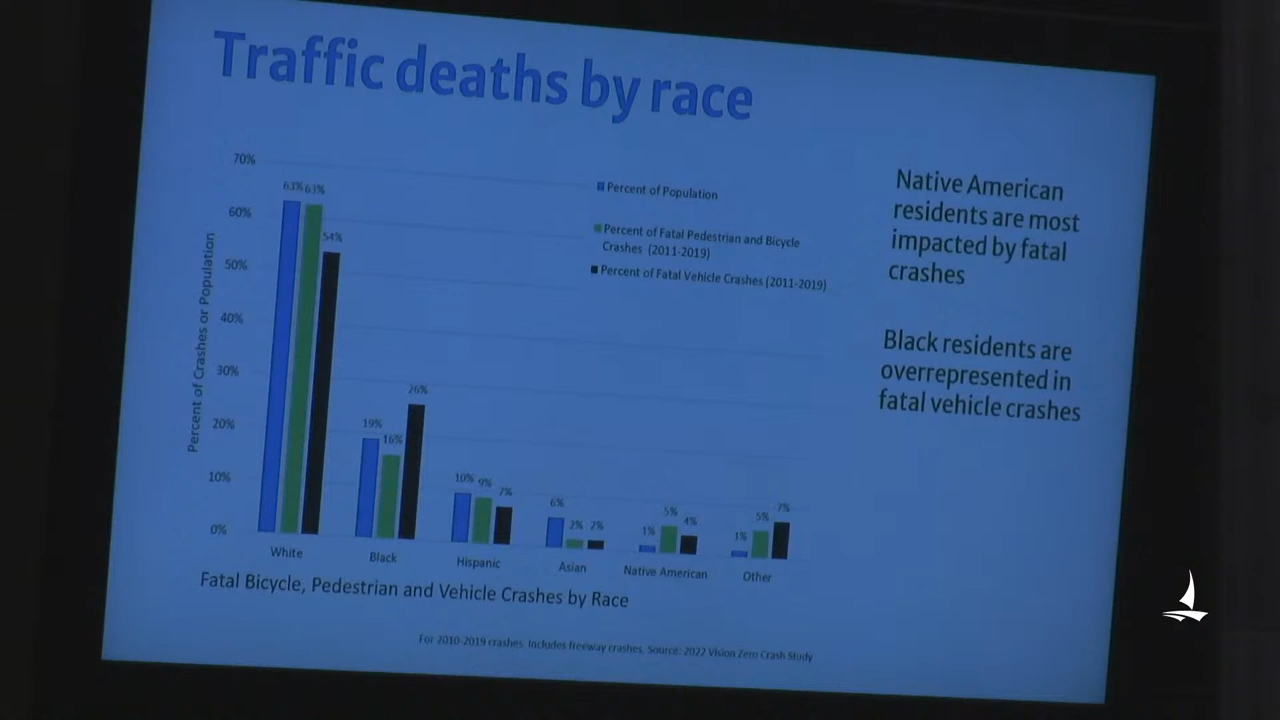 Traffic deaths by race
70%
60%
50%
40%
30%
20%
10%
0%
Percent of Crashes or Population
63% 63%
54%
19%
16%
26%
10% 9%
7%
6%
2% 2%
1%
5%
4%
1%
5%
7%
White
Black
Hispanic
Asian
Native American
Other
Percent of Population
Percent of Fatal Pedestrian and Bicycle
Crashes (2011-2019)
Percent of Fatal Vehicle Crashes (2011-2019)
Fatal Bicycle, Pedestrian and Vehicle Crashes by Race
For 2010-2019 crashes. Includes freeway crashes. Source: 2022 Vision Zero Crash Study
Native American
residents are most
impacted by fatal
crashes
Black residents are
overrepresented in
fatal vehicle crashes